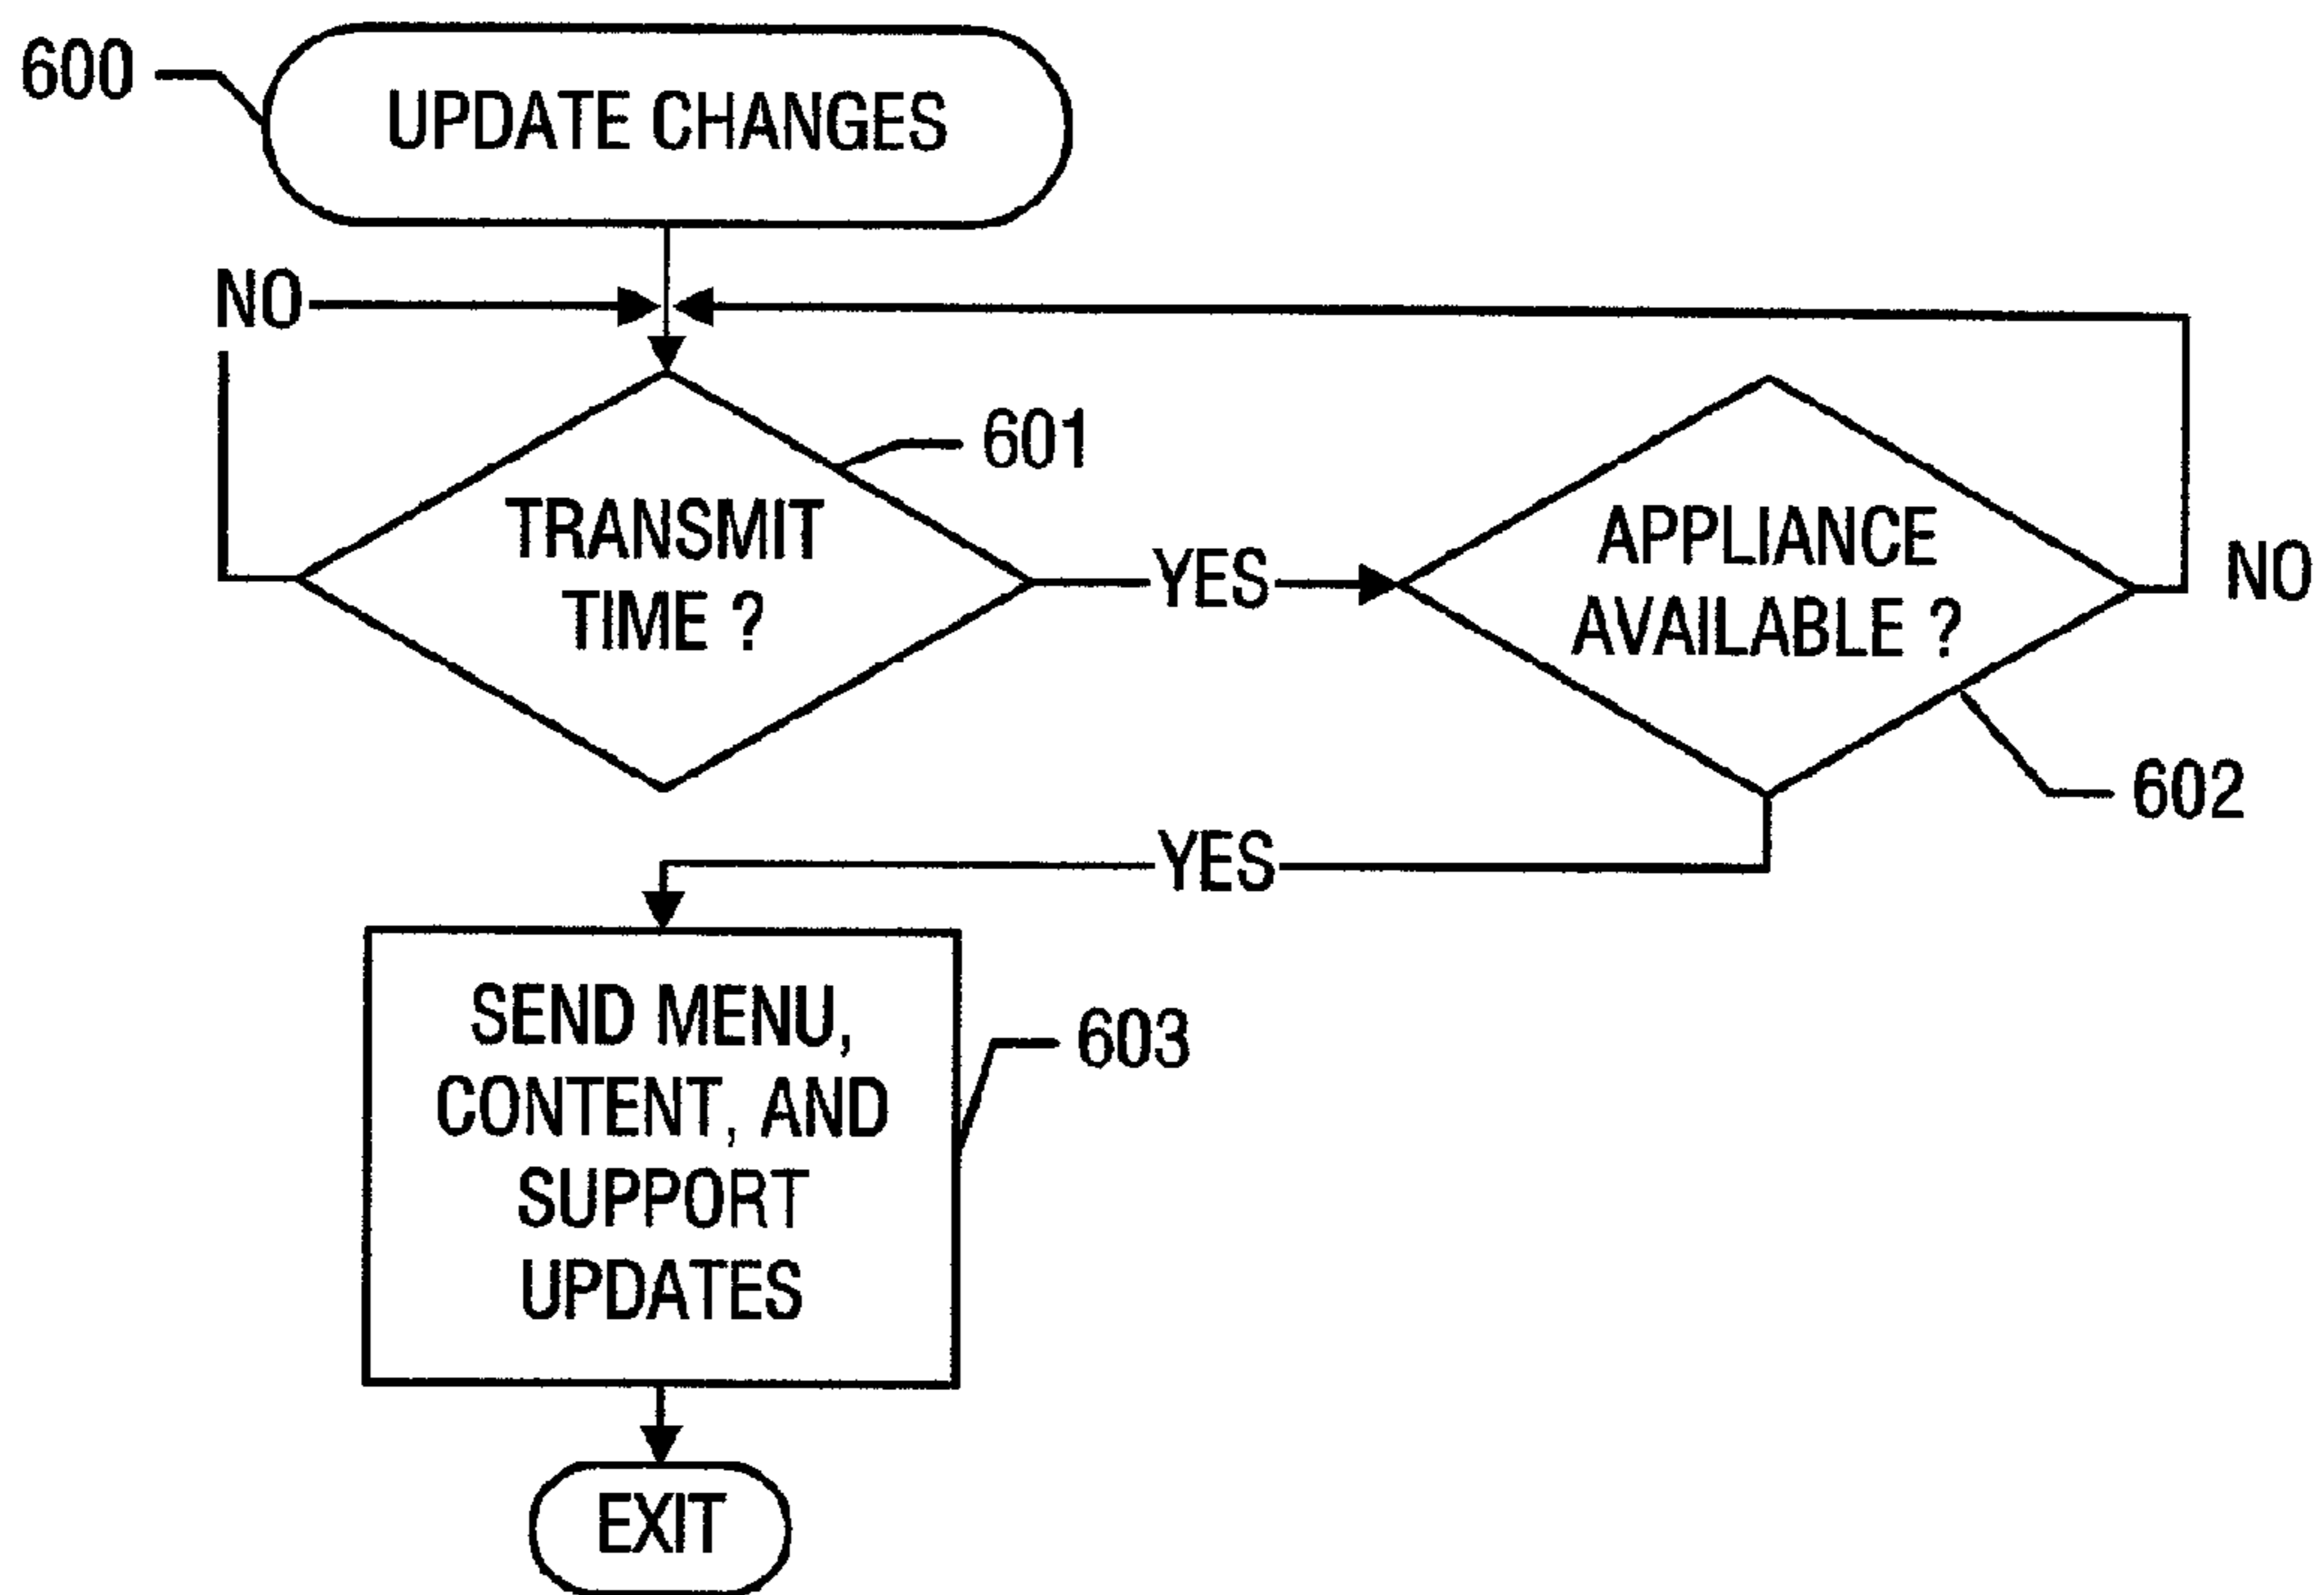 600
UPDATE CHANGES
NO
601
TRANSMIT
TIME ?
YES
APPLIANCE
AVAILABLE ?
NO
602
YES
SEND MENU,
CONTENT, AND
SUPPORT
UPDATES
603
EXIT